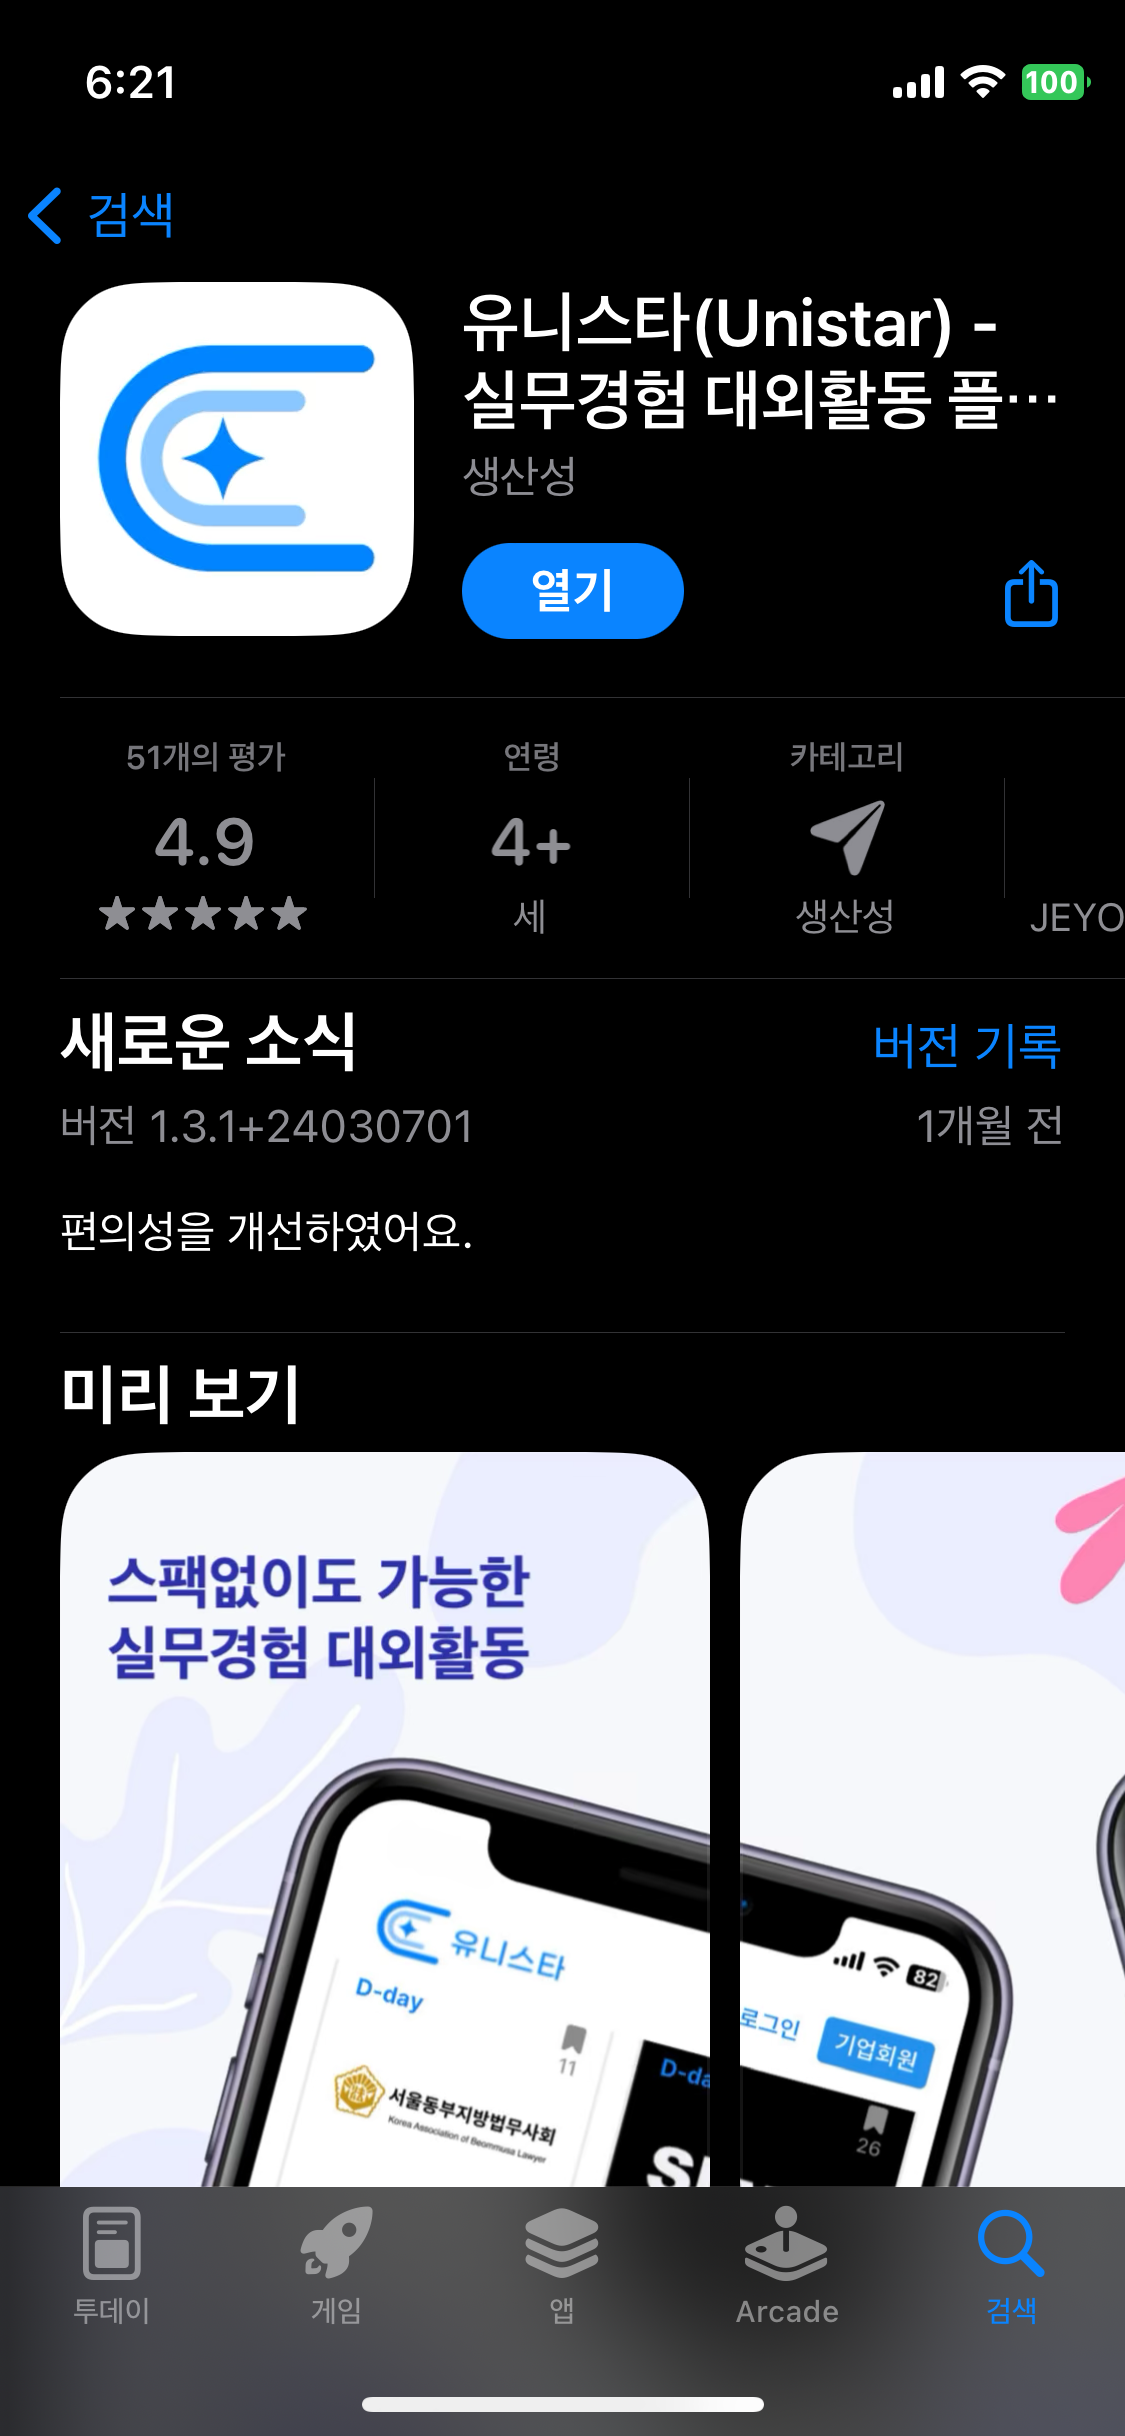 6:21
100
검색
유니스타(Unistar) -
실무경험 대외활동 플…
생산성
열기
51개의 평가
4.9
연령
4+
세
카테고리
생산성
JEYO
새로운 소식
버전 기록
버전 1.3.1+24030701
1개월 전
편의성을 개선하였어요.
미리 보기
스팩없이도 가능한
실무경험 대외활동
82
유니스타
로그인
기업회원
D-day
11
서울동부지방법무사회
Korea Association of Beommusa Lawyer
D-da
26
투데이
게임
앱
Arcade
검색